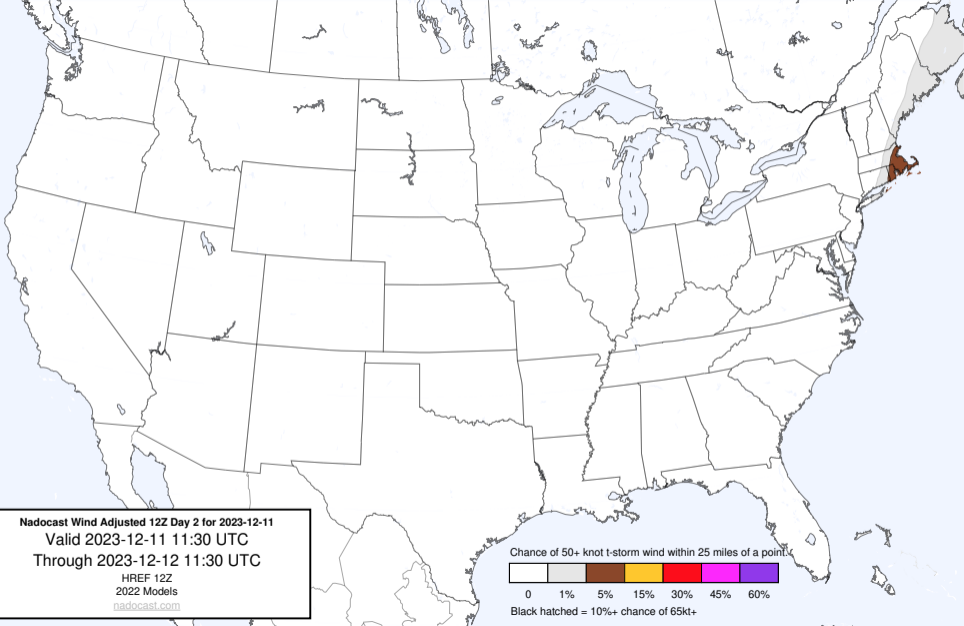 Nadocast Wind Adjusted 12Z Day 2 for 2023-12-11
Valid 2023-12-11 11:30 UTC
Through 2023-12-12 11:30 UTC
HREF 12Z
2022 Models
nadocast.com
Chance of 50+ knot t-storm wind within 25 miles of a point.
0 1% 5% 15% 30% 45% 60%
Black hatched = 10%+ chance of 65kt+